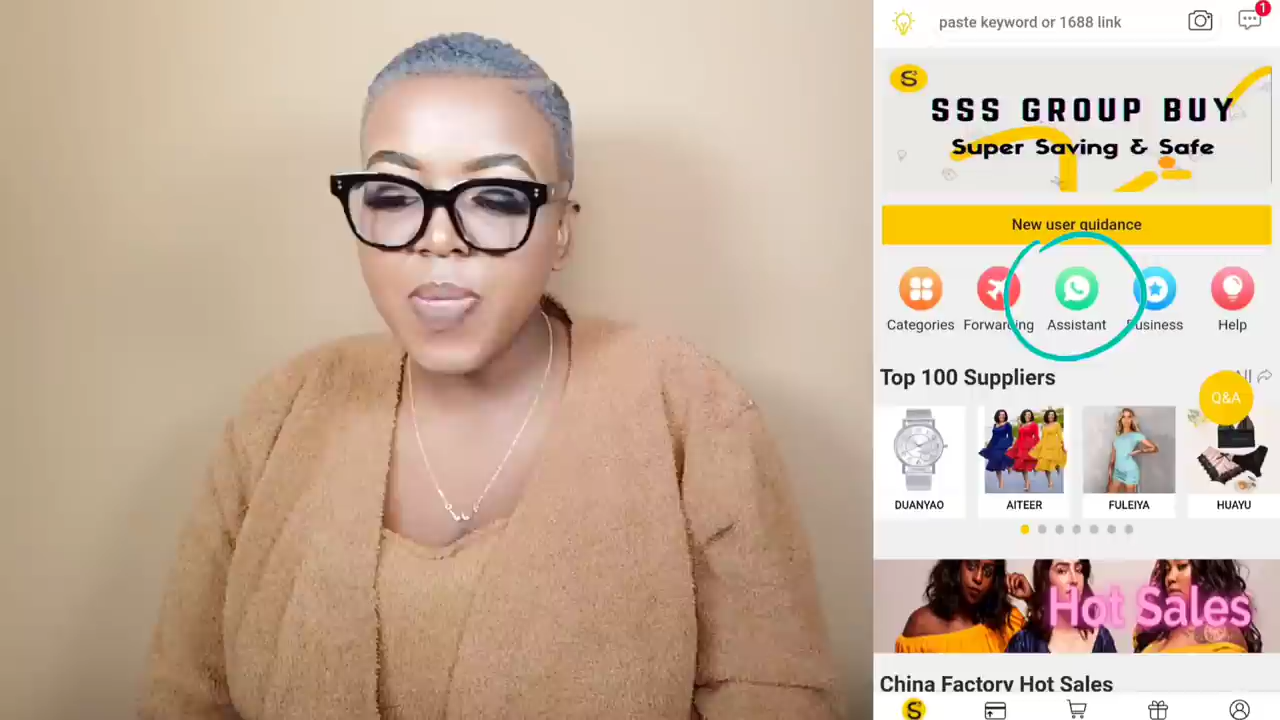 paste keyword or 1688 link
1
S
SSS GROUP BUY
Super Saving & Safe
New user guidance
Categories Forwarding Assistant Business Help
Top 100 Suppliers
All
Q&A
DUANYAO AITEER FULEIYA HUAYU
Hot Sales
China Factory Hot Sales
S